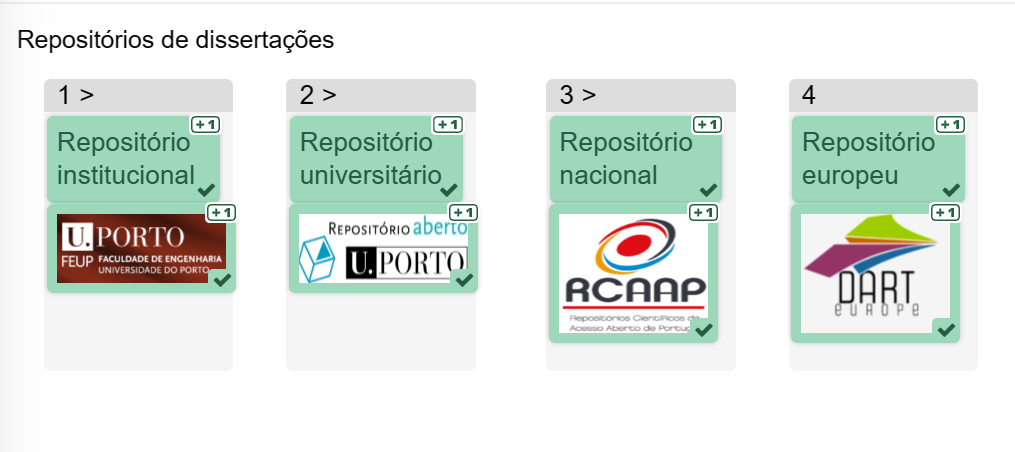 Repositórios de dissertações
1 >
+1
Repositório
institucional
+1
U. PORTO
FEUP FACULDADE DE ENGENHARIA
UNIVERSIDADE DO PORTO
2 >
+1
Repositório
universitário
+1
REPOSITÓRIO aberto
U. PORTO
3 >
+1
Repositório
nacional
+1
RCAAP
Repositórios Científicos de
Acesso Aberto de
4
+1
Repositório
europeu
+1
DART
EUROPE